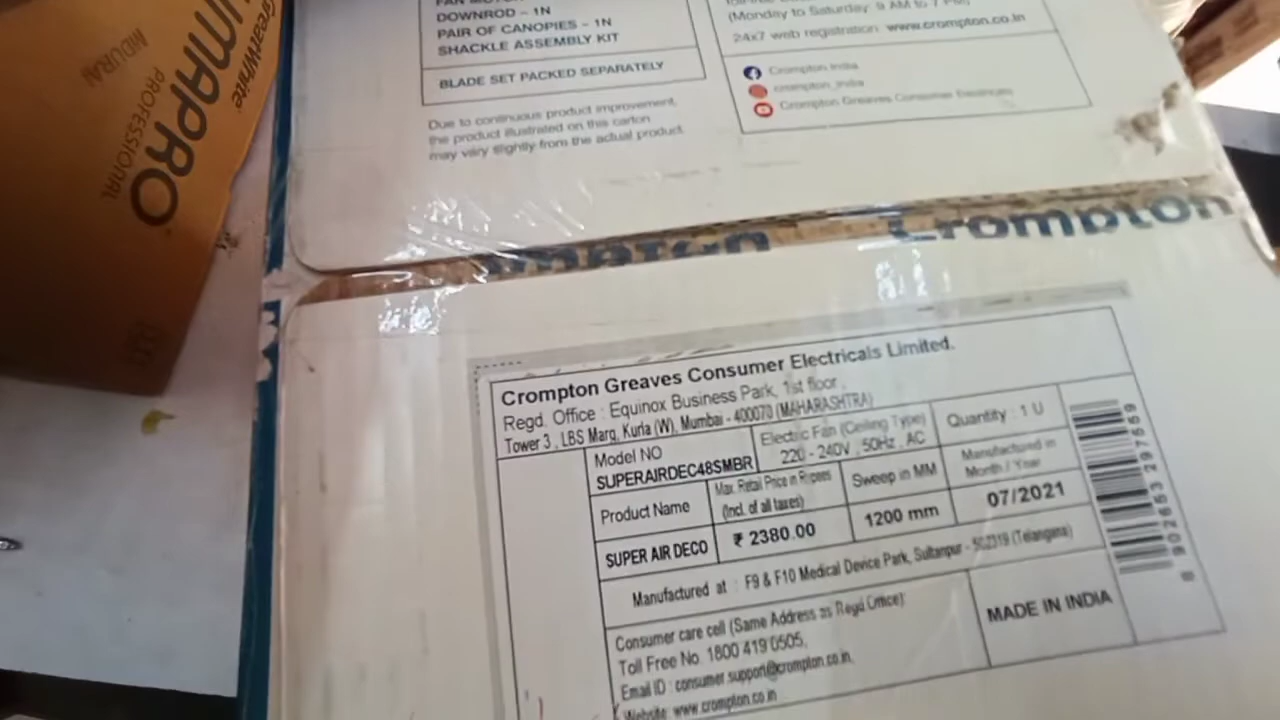 GreatWhite
UMAPRO
PROFESSIONAL
DOWNROD - 1N
PAIR OF CANOPIES - 1N
SHACKLE ASSEMBLY KIT
BLADE SET PACKED SEPARATELY
Due to continuous product improvement,
the product illustrated on this carton
may vary slightly from the actual product.
(Monday to Saturday: 9 AM to 7 PM)
24x7 web registration: www.crompton.co.in
Crompton India
crompton_india
Crompton Greaves Consumer Electricals
Crompton
Crompton Greaves Consumer Electricals Limited.
Regd. Office : Equinox Business Park, 1st floor,
Tower 3, LBS Marg, Kurla (W), Mumbai - 400070 (MAHARASHTRA)
Model NO
SUPERAIRDEC48SMBR
Electric Fan (Ceiling Type)
220 - 240V , 50Hz , AC
Quantity : 1 U
Product Name
Max. Retail Price in Rupees
(Incl. of all taxes)
Sweep in MM
Manufactured in
Month / Year
SUPER AIR DECO
₹ 2380.00
1200 mm
07/2021
Manufactured at : F9 & F10 Medical Device Park, Sultanpur - 502319 (Telangana)
Consumer care cell (Same Address as Regd Office):
Toll Free No. 1800 419 0505,
Email ID : consumer.support@crompton.co.in,
Website: www.crompton.co.in
MADE IN INDIA